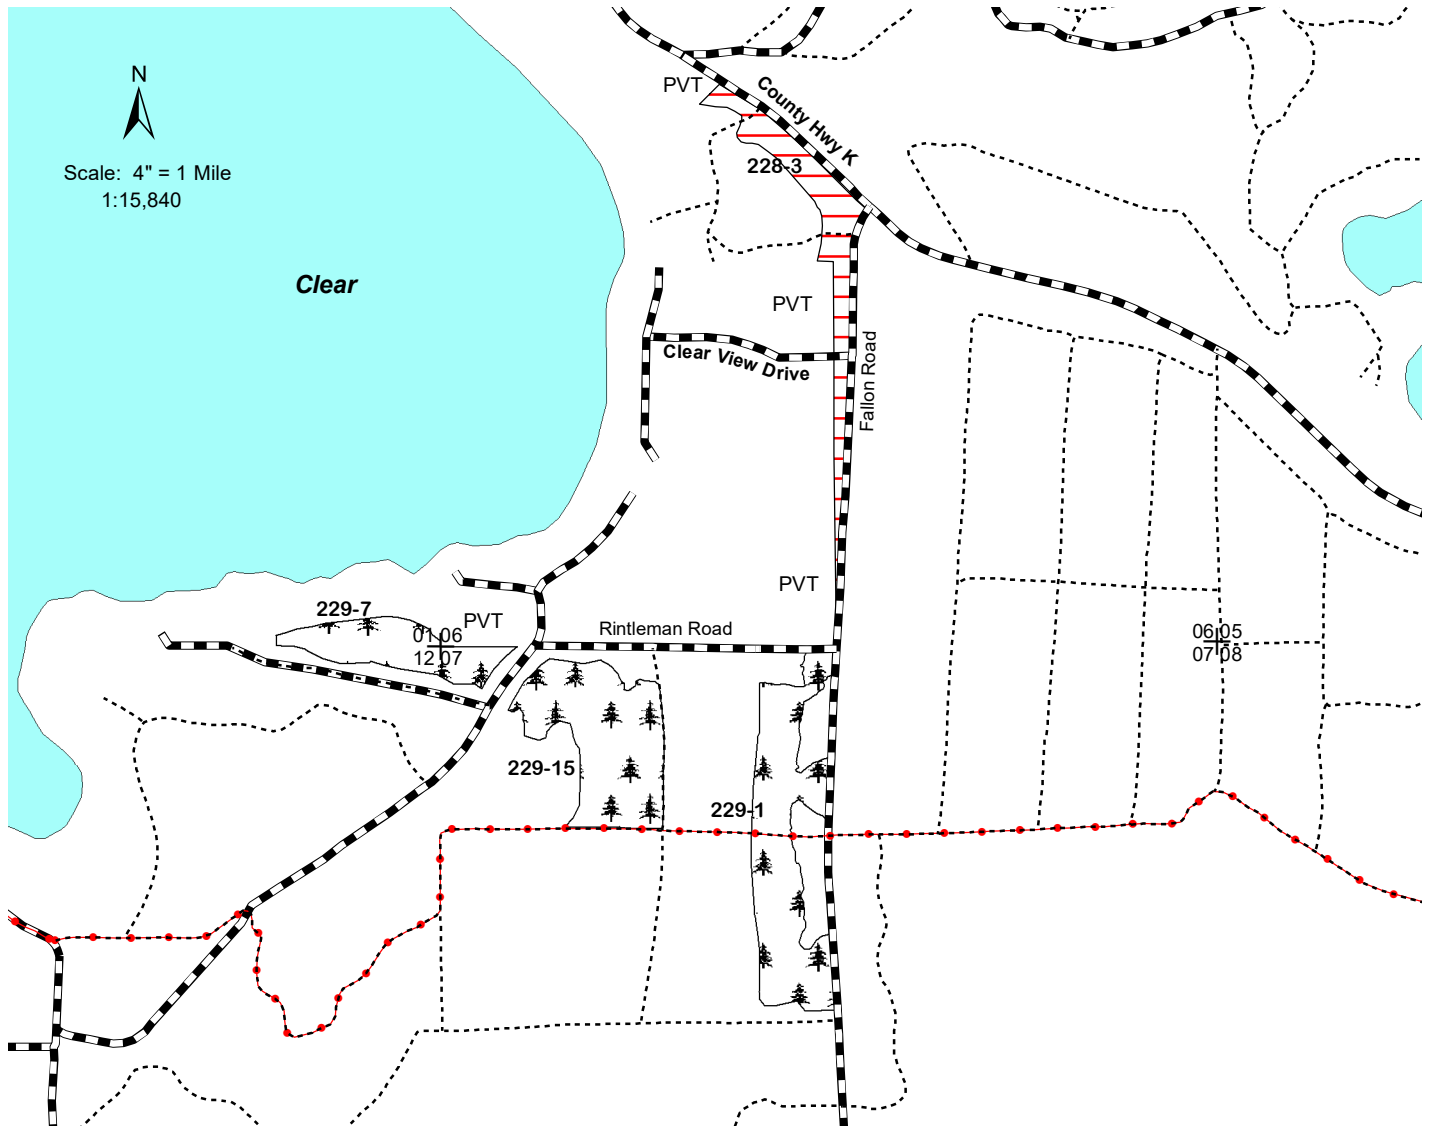 N
Scale: 4" = 1 Mile
1:15,840
Clear
PVT
County Hwy K
228-3
PVT
Clear View Drive
Fallon Road
PVT
229-7
PVT
01 06
12 07
Rintleman Road
06 05
07 08
229-15
229-1